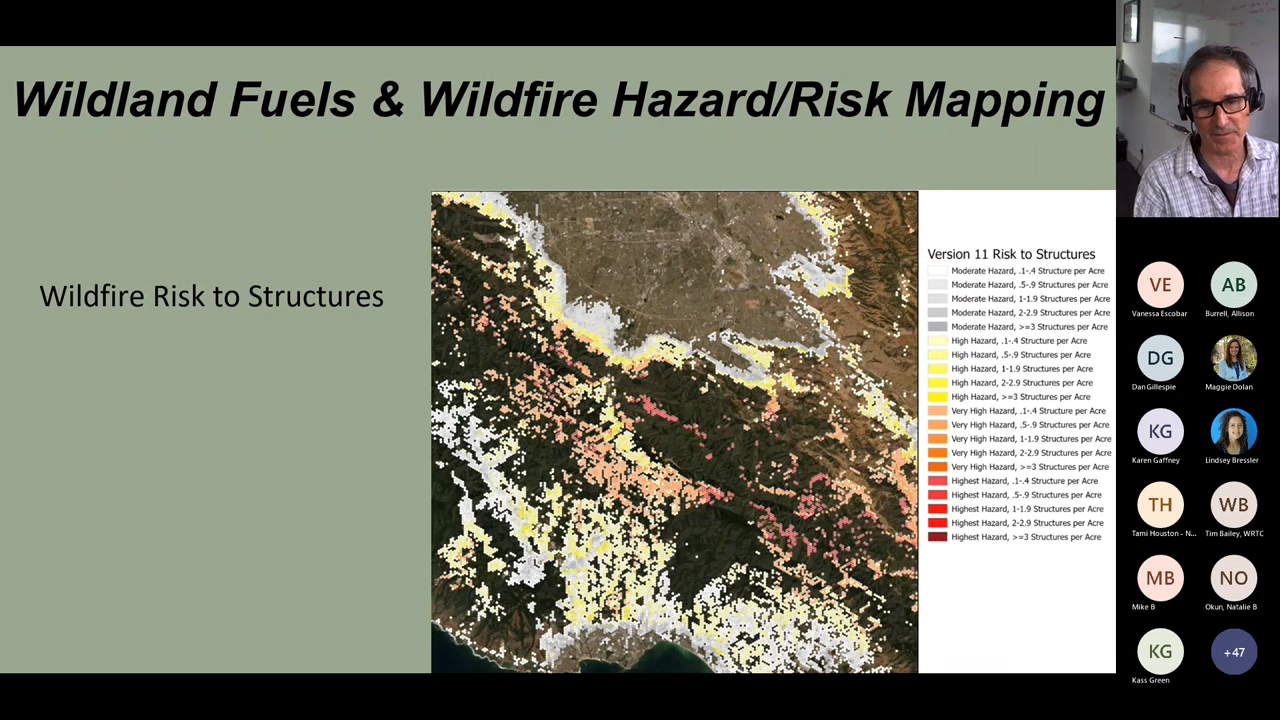 Wildland Fuels & Wildfire Hazard/Risk Mapping
Wildfire Risk to Structures
Version 11 Risk to Structures
Moderate Hazard, .1-.4 Structure per Acre
Moderate Hazard, .5-.9 Structures per Acre
Moderate Hazard, 1-1.9 Structures per Acre
Moderate Hazard, 2-2.9 Structures per Acre
Moderate Hazard, >=3 Structures per Acre
High Hazard, .1-.4 Structure per Acre
High Hazard, .5-.9 Structures per Acre
High Hazard, 1-1.9 Structures per Acre
High Hazard, 2-2.9 Structures per Acre
High Hazard, >=3 Structures per Acre
Very High Hazard, .1-.4 Structure per Acre
Very High Hazard, .5-.9 Structures per Acre
Very High Hazard, 1-1.9 Structures per Acre
Very High Hazard, 2-2.9 Structures per Acre
Very High Hazard, >=3 Structures per Acre
Highest Hazard, .1-.4 Structure per Acre
Highest Hazard, .5-.9 Structures per Acre
Highest Hazard, 1-1.9 Structures per Acre
Highest Hazard, 2-2.9 Structures per Acre
Highest Hazard, >=3 Structures per Acre
VE
AB
Vanessa Escobar
Burrell, Allison
DG
Dan Gillespie
Maggie Dolan
KG
Karen Gaffney
Lindsey Bressler
TH
WB
Tami Houston - N...
Tim Bailey, WRTC
MB
NO
Mike B
Okun, Natalie B
KG
+47
Kass Green